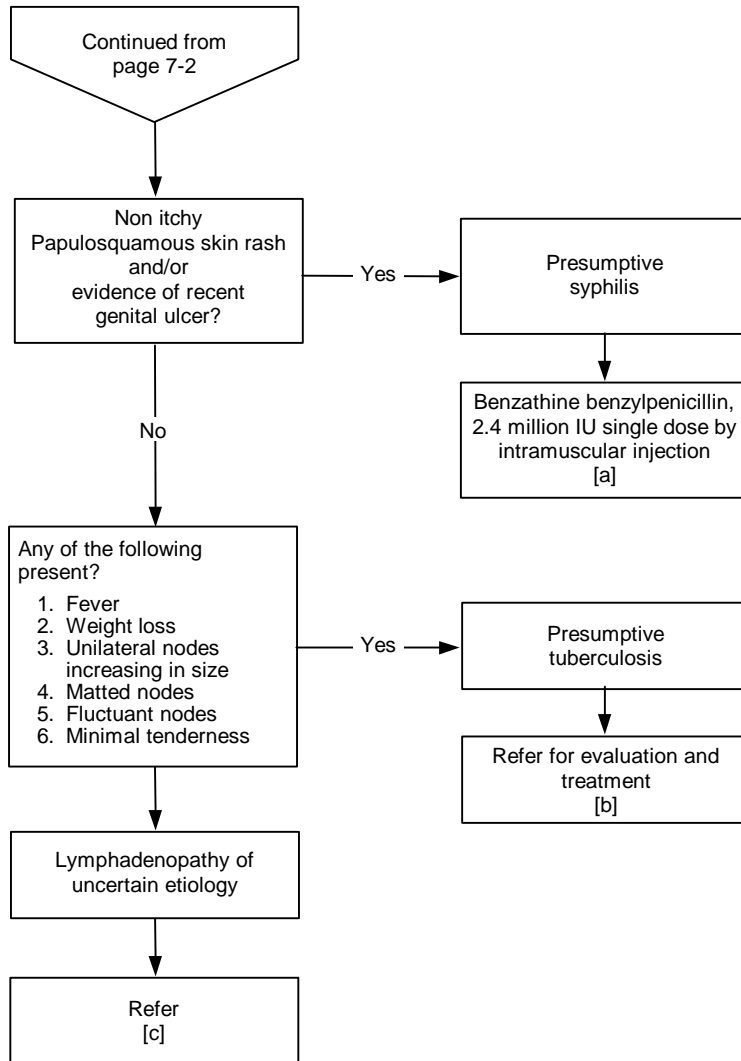 Continued from
page 7-2
Non itchy
Papulosquamous skin rash
and/or
evidence of recent
genital ulcer?
Yes
Presumptive
syphilis
Benzathine benzylpenicillin,
2.4 million IU single dose by
intramuscular injection
[a]
No
Any of the following
present?
1. Fever
2. Weight loss
3. Unilateral nodes
increasing in size
4. Matted nodes
5. Fluctuant nodes
6. Minimal tenderness
Yes
Presumptive
tuberculosis
Refer for evaluation and
treatment
[b]
Lymphadenopathy of
uncertain etiology
Refer
[c]